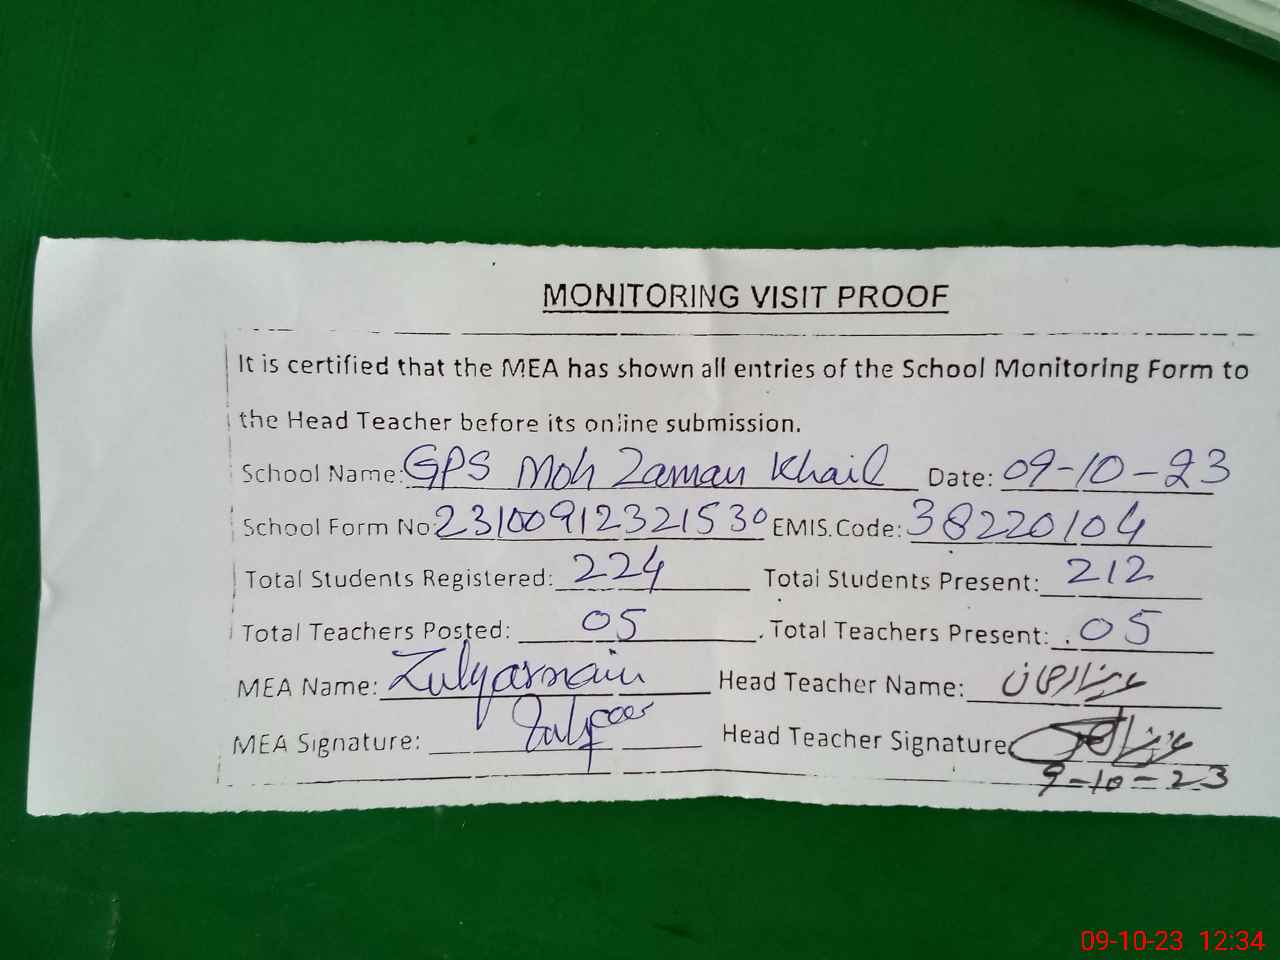 MONITORING VISIT PROOF
It is certified that the MEA has shown all entries of the School Monitoring Form to
the Head Teacher before its online submission.
School Name: GPS Moh Zaman Khail Date: 09-10-23
School Form No: 23100912321530 EMIS.Code: 38220104
Total Students Registered: 224 Total Students Present: 212
Total Teachers Posted: 05 Total Teachers Present: 05
MEA Name: Zulqarnain Head Teacher Name:
MEA Signature: Head Teacher Signature
9-10-23
09-10-23 12:34